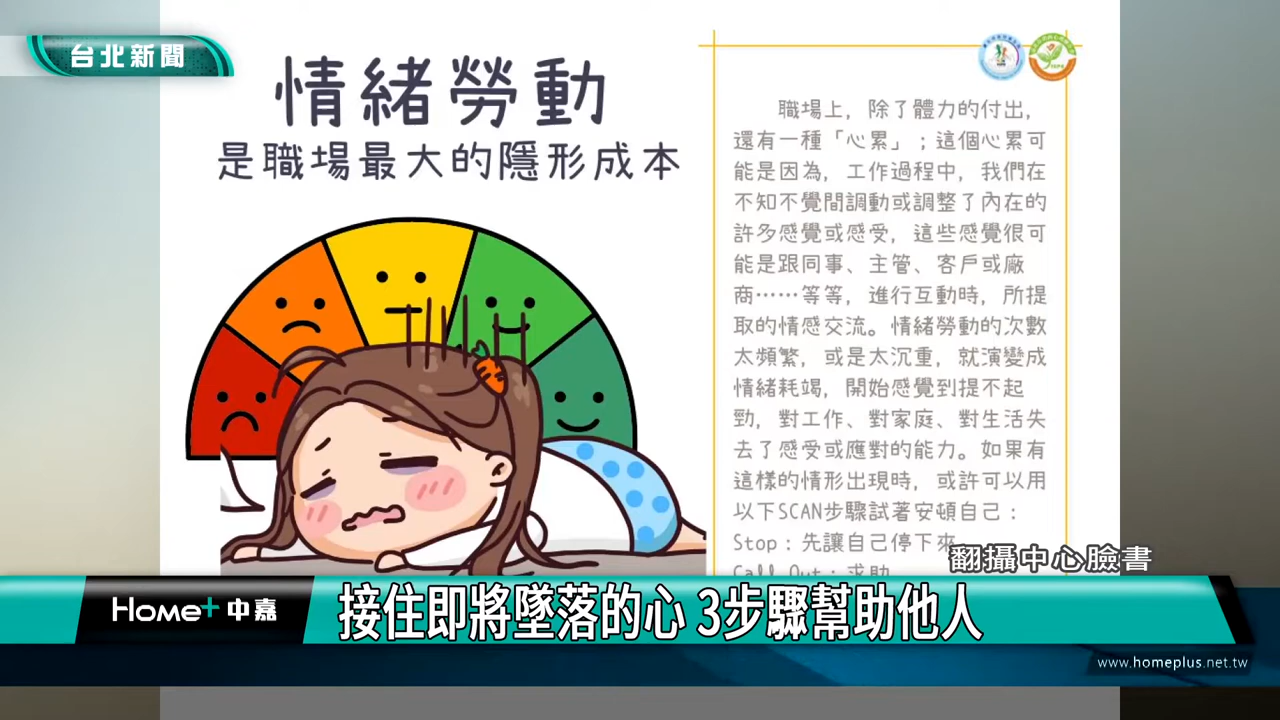 台北新聞
情緒勞動
是職場最大的隱形成本
職場上，除了體力的付出，
還有一種「心累」；這個心累可
能是因為，工作過程中，我們在
不知不覺間調動或調整了內在的
許多感覺或感受，這些感覺很可
能是跟同事、主管、客戶或廠
商⋯⋯等等，進行互動時，所提
取的情感交流。情緒勞動的次數
太頻繁，或是太沉重，就演變成
情緒耗竭，開始感覺到提不起
勁，對工作、對家庭、對生活失
去了感受或應對的能力。如果有
這樣的情形出現時，或許可以用
以下SCAN步驟試著安頓自己：
Stop：先讓自己停下來
Call Out：求助
翻攝中心臉書
Home+中嘉
接住即將墜落的心 3步驟幫助他人
www.homeplus.net.tw